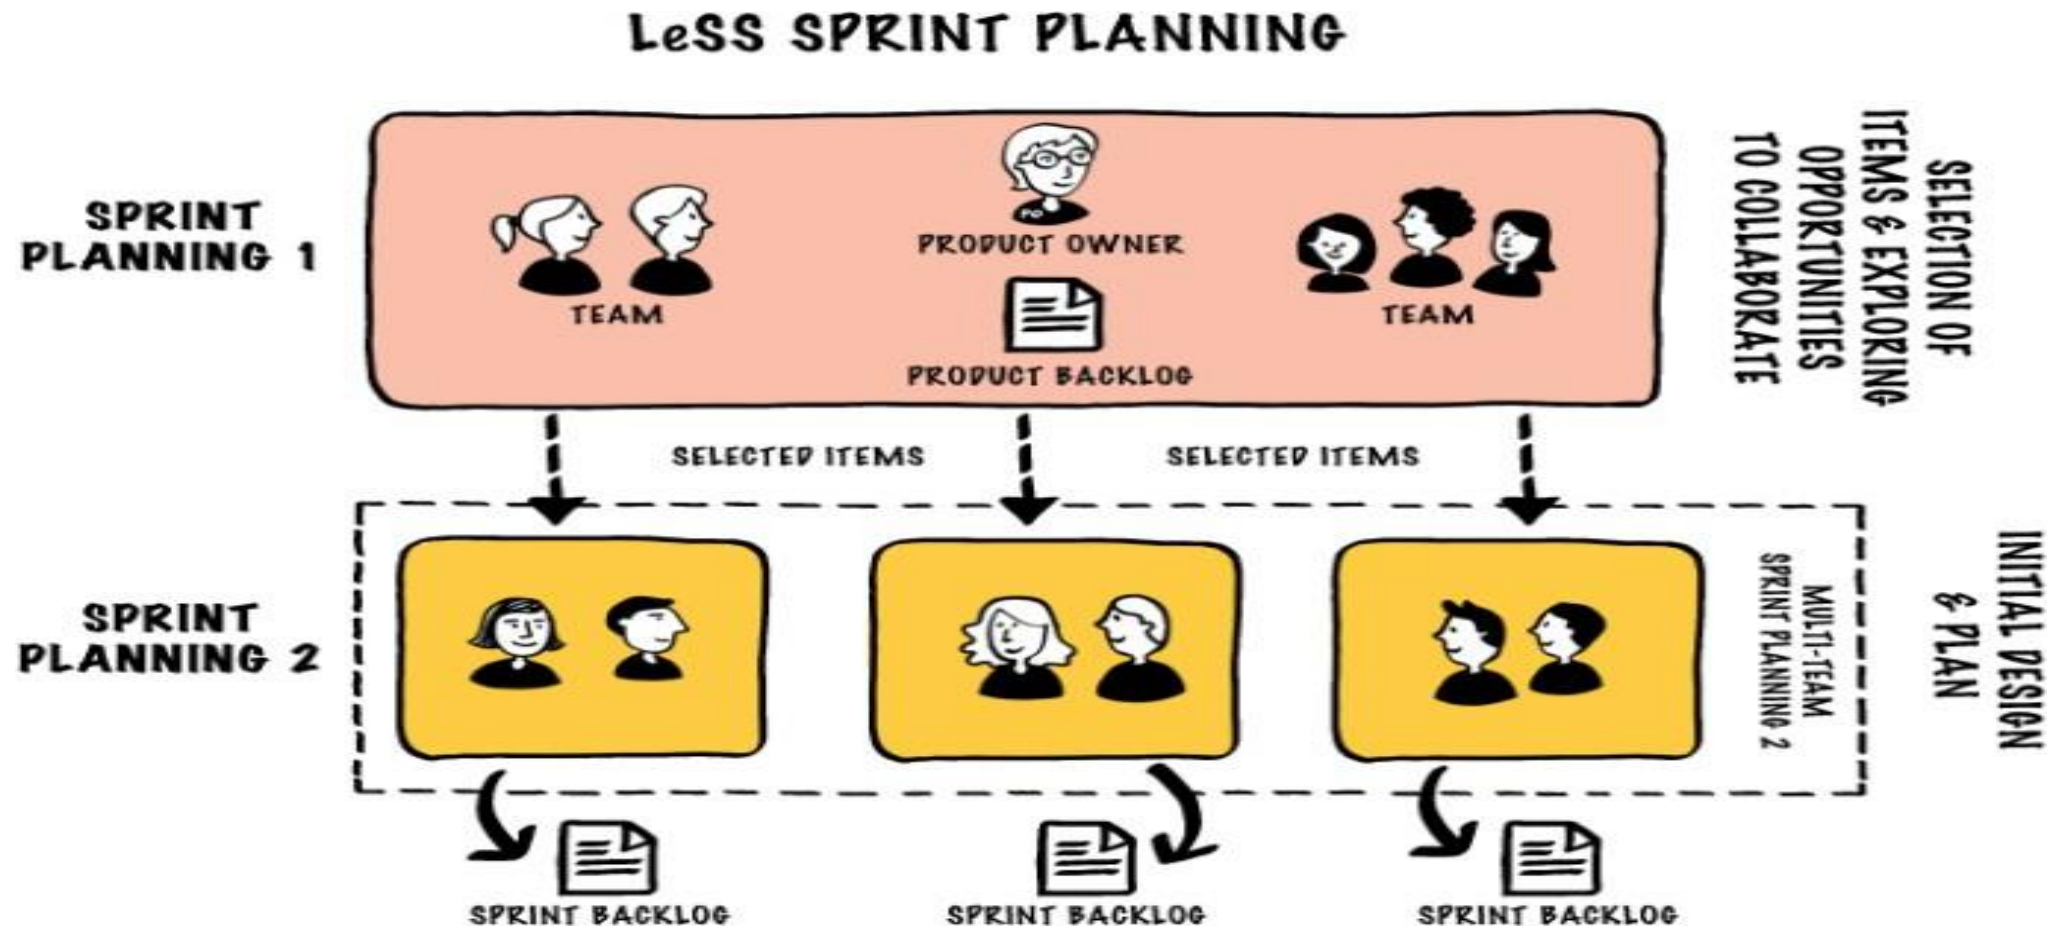 LeSS SPRINT PLANNING
SPRINT
PLANNING 1
TEAM
PO
PRODUCT OWNER
PRODUCT BACKLOG
TEAM
SELECTION OF
ITEMS & EXPLORING
OPPORTUNITIES
TO COLLABORATE
SELECTED ITEMS
SELECTED ITEMS
SPRINT
PLANNING 2
MULTI-TEAM
SPRINT PLANNING 2
INITIAL DESIGN
& PLAN
SPRINT BACKLOG
SPRINT BACKLOG
SPRINT BACKLOG